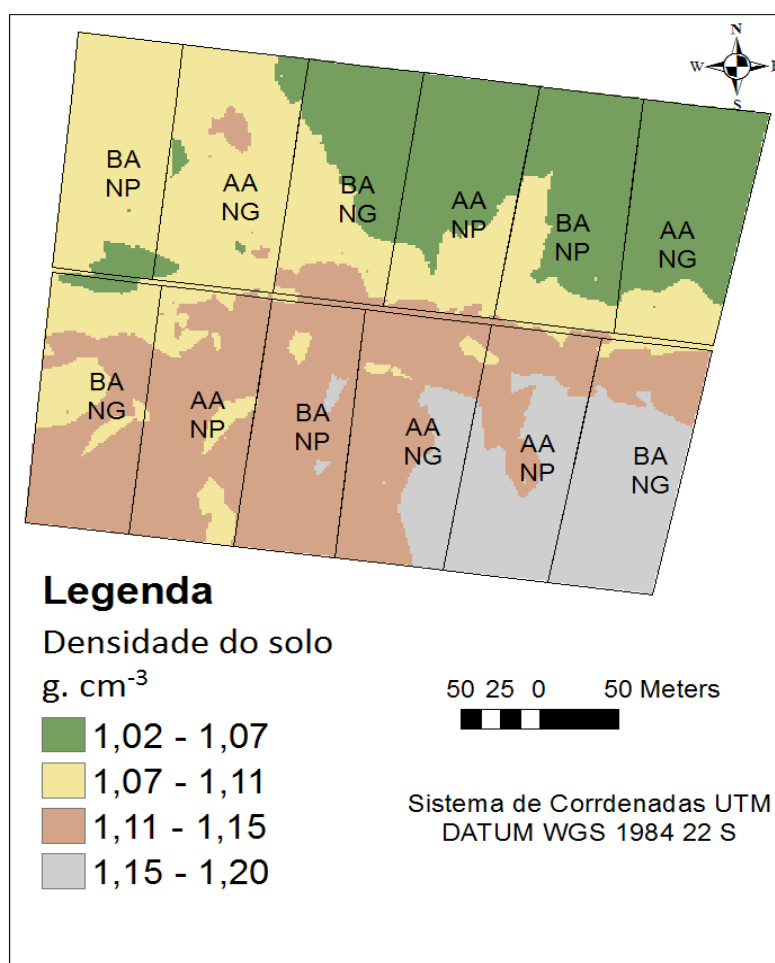 N
W
E
S
BA
NP
AA
NG
BA
NG
AA
NP
BA
NP
AA
NG
BA
NG
AA
NP
BA
NP
AA
NG
AA
NP
BA
NG
Legenda
Densidade do solo
g. cm-3
1,02 - 1,07
1,07 - 1,11
1,11 - 1,15
1,15 - 1,20
50 25 0 50 Meters
Sistema de Corrdenadas UTM
DATUM WGS 1984 22 S